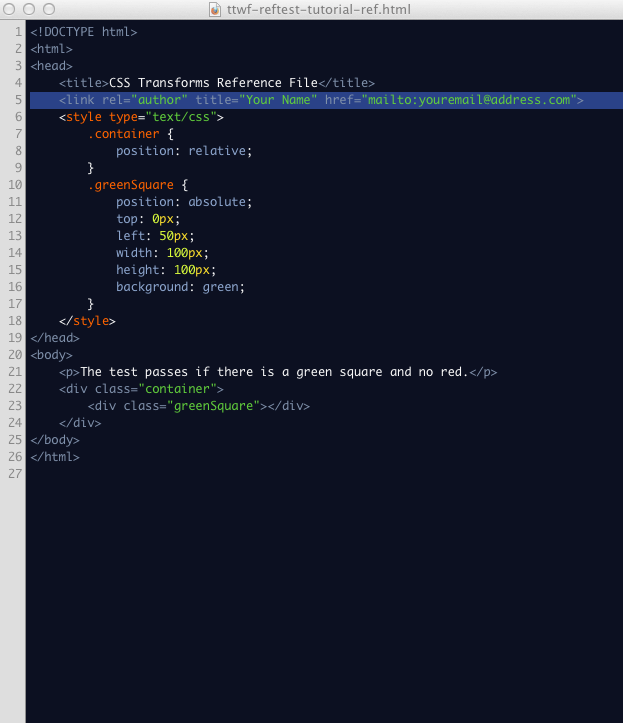 ttwf-reftest-tutorial-ref.html
1 <!DOCTYPE html>
2 <html>
3 <head>
4     <title>CSS Transforms Reference File</title>
5     <link rel="author" title="Your Name" href="mailto:youremail@address.com">
6     <style type="text/css">
7         .container {
8             position: relative;
9         }
10         .greenSquare {
11             position: absolute;
12             top: 0px;
13             left: 50px;
14             width: 100px;
15             height: 100px;
16             background: green;
17         }
18     </style>
19 </head>
20 <body>
21     <p>The test passes if there is a green square and no red.</p>
22     <div class="container">
23         <div class="greenSquare"></div>
24     </div>
25 </body>
26 </html>
27